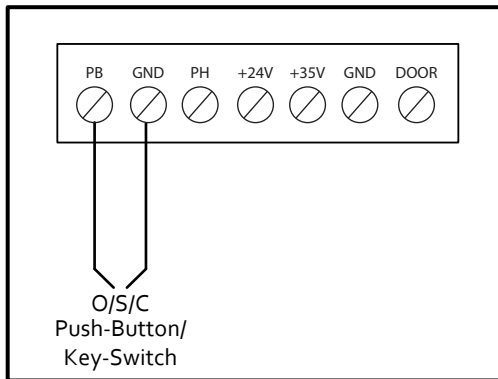 PB GND PH +24V +35V GND DOOR
O/S/C
Push-Button/
Key-Switch